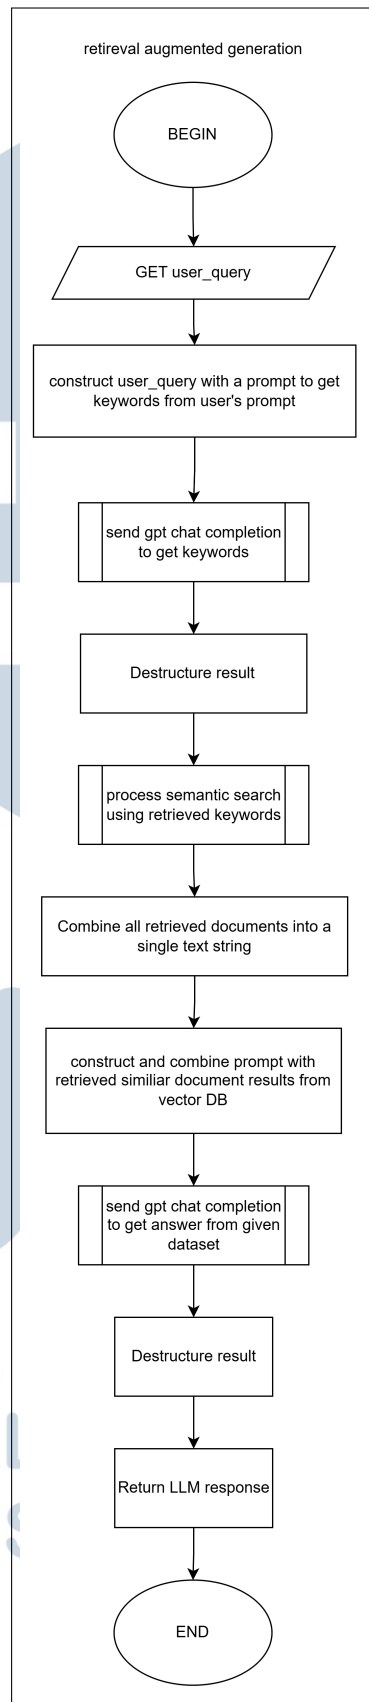 retireval augmented generation
BEGIN
GET user_query
construct user_query with a prompt to get
keywords from user's prompt
send gpt chat completion
to get keywords
Destructure result
process semantic search
using retrieved keywords
Combine all retrieved documents into a
single text string
construct and combine prompt with
retrieved similiar document results from
vector DB
send gpt chat completion
to get answer from given
dataset
Destructure result
Return LLM response
END